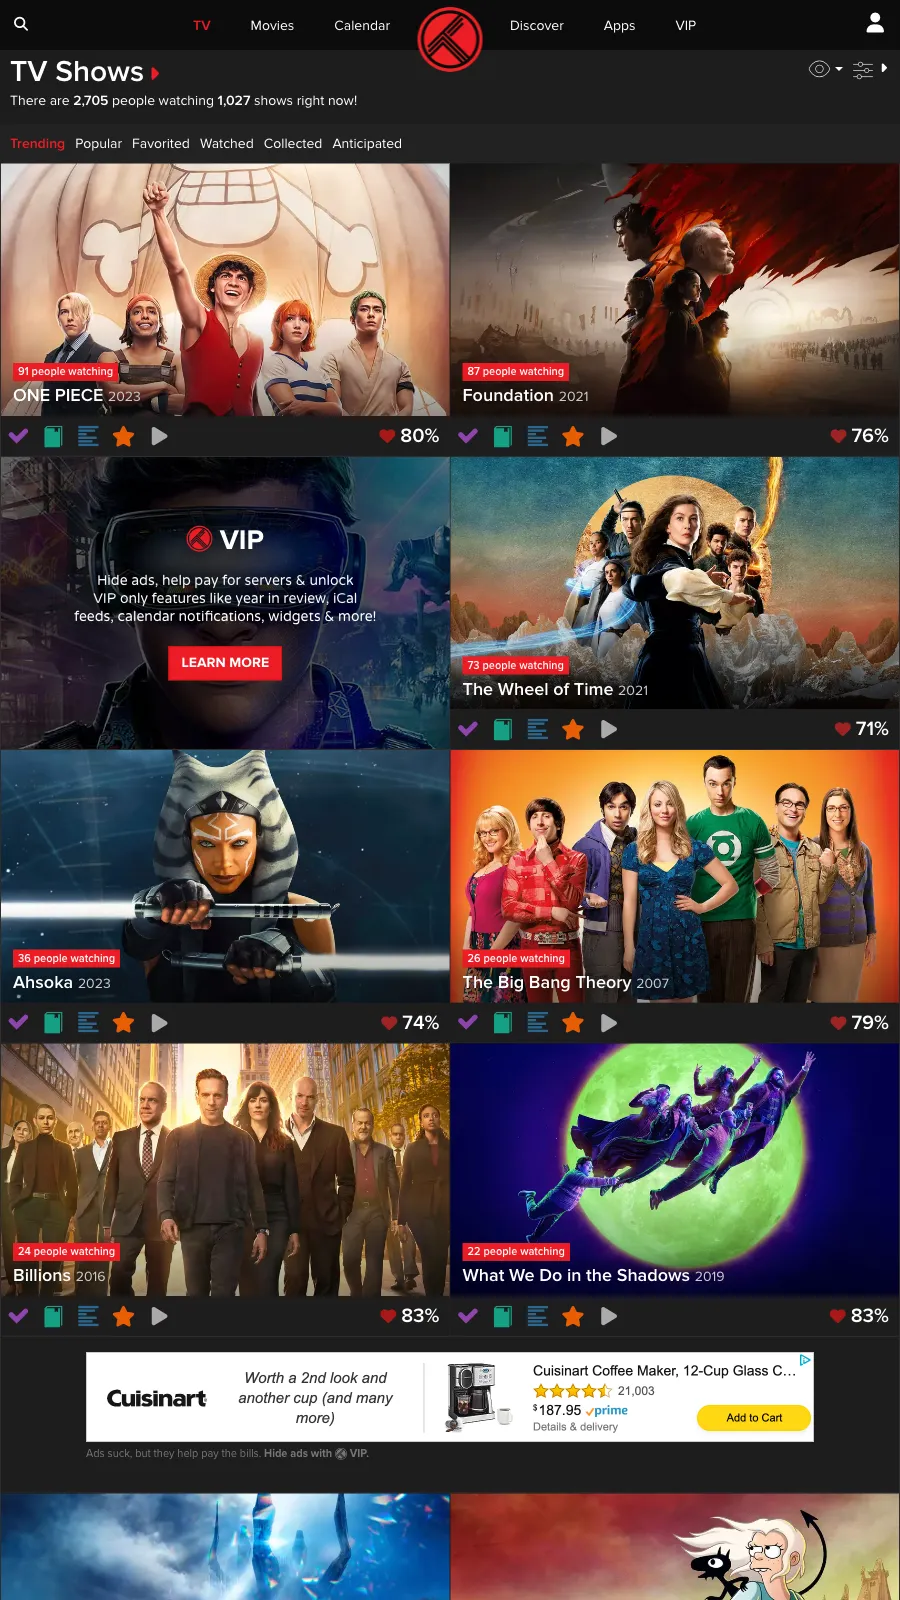 TV
Movies
Calendar
Discover
Apps
VIP
TV Shows
There are 2,705 people watching 1,027 shows right now!
Trending
Popular
Favorited
Watched
Collected
Anticipated
91 people watching
ONE PIECE 2023
80%
87 people watching
Foundation 2021
76%
VIP
Hide ads, help pay for servers & unlock
VIP only features like year in review, iCal
feeds, calendar notifications, widgets & more!
LEARN MORE
73 people watching
The Wheel of Time 2021
71%
36 people watching
Ahsoka 2023
74%
26 people watching
The Big Bang Theory 2007
79%
24 people watching
Billions 2016
83%
22 people watching
What We Do in the Shadows 2019
83%
Cuisinart
Worth a 2nd look and
another cup (and many
more)
Cuisinart Coffee Maker, 12-Cup Glass C...
21,003
$187.95 prime
Details & delivery
Add to Cart
Ads suck, but they help pay the bills. Hide ads with VIP.